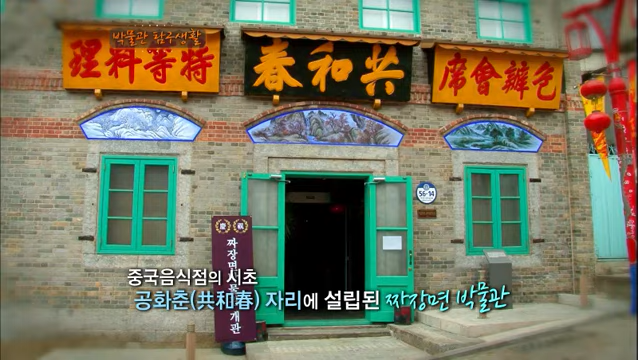 박물관 탐구생활
特等料理
共和春
包辦會席
56-14
慶祝
짜장면
개관
중국음식점의 시초
공화춘(共和春) 자리에 설립된 짜장면 박물관